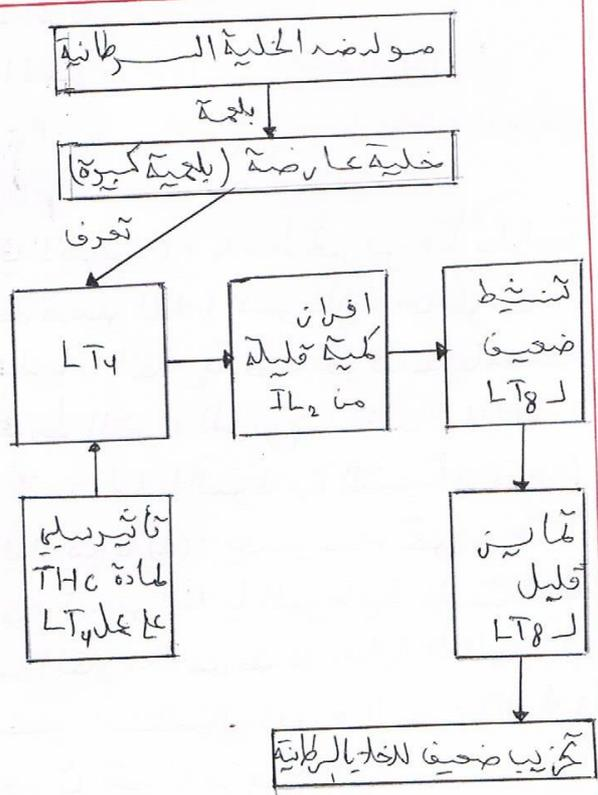 مولد ضد الخلية السرطانية
بلعمة
خلية عارضة (بلعمية كبيرة)
تعرف
LT4
افراز
كمية قليلة
من IL2
تنشيط
ضعيف
لـ LT8
تأثير سلبي
لمادة THC
على عمل LT4
تمايز
قليل
لـ LT8
تخريب ضعيف للخلايا السرطانية